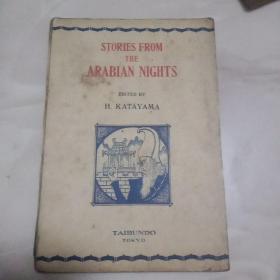 STORIES FROM
THE
ARABIAN NIGHTS
EDITED BY
H. KATAYAMA
TAIBUNDO
TOKYO